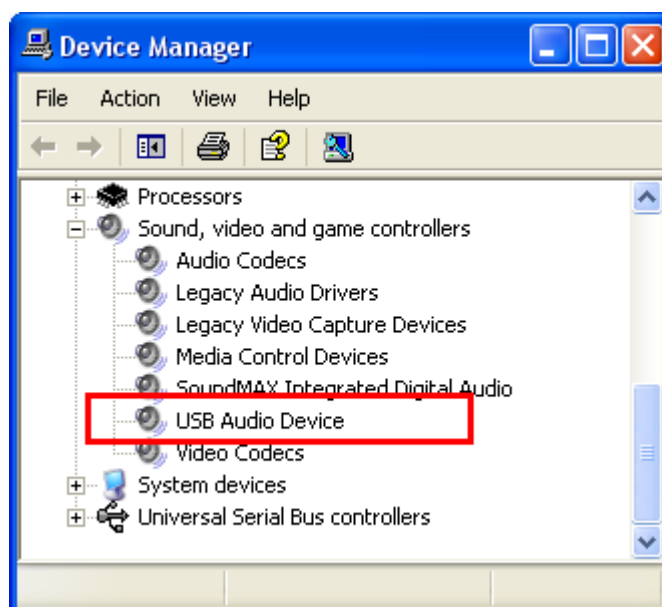 Device Manager
File Action View Help
Processors
Sound, video and game controllers
Audio Codecs
Legacy Audio Drivers
Legacy Video Capture Devices
Media Control Devices
SoundMAX Integrated Digital Audio
USB Audio Device
Video Codecs
System devices
Universal Serial Bus controllers